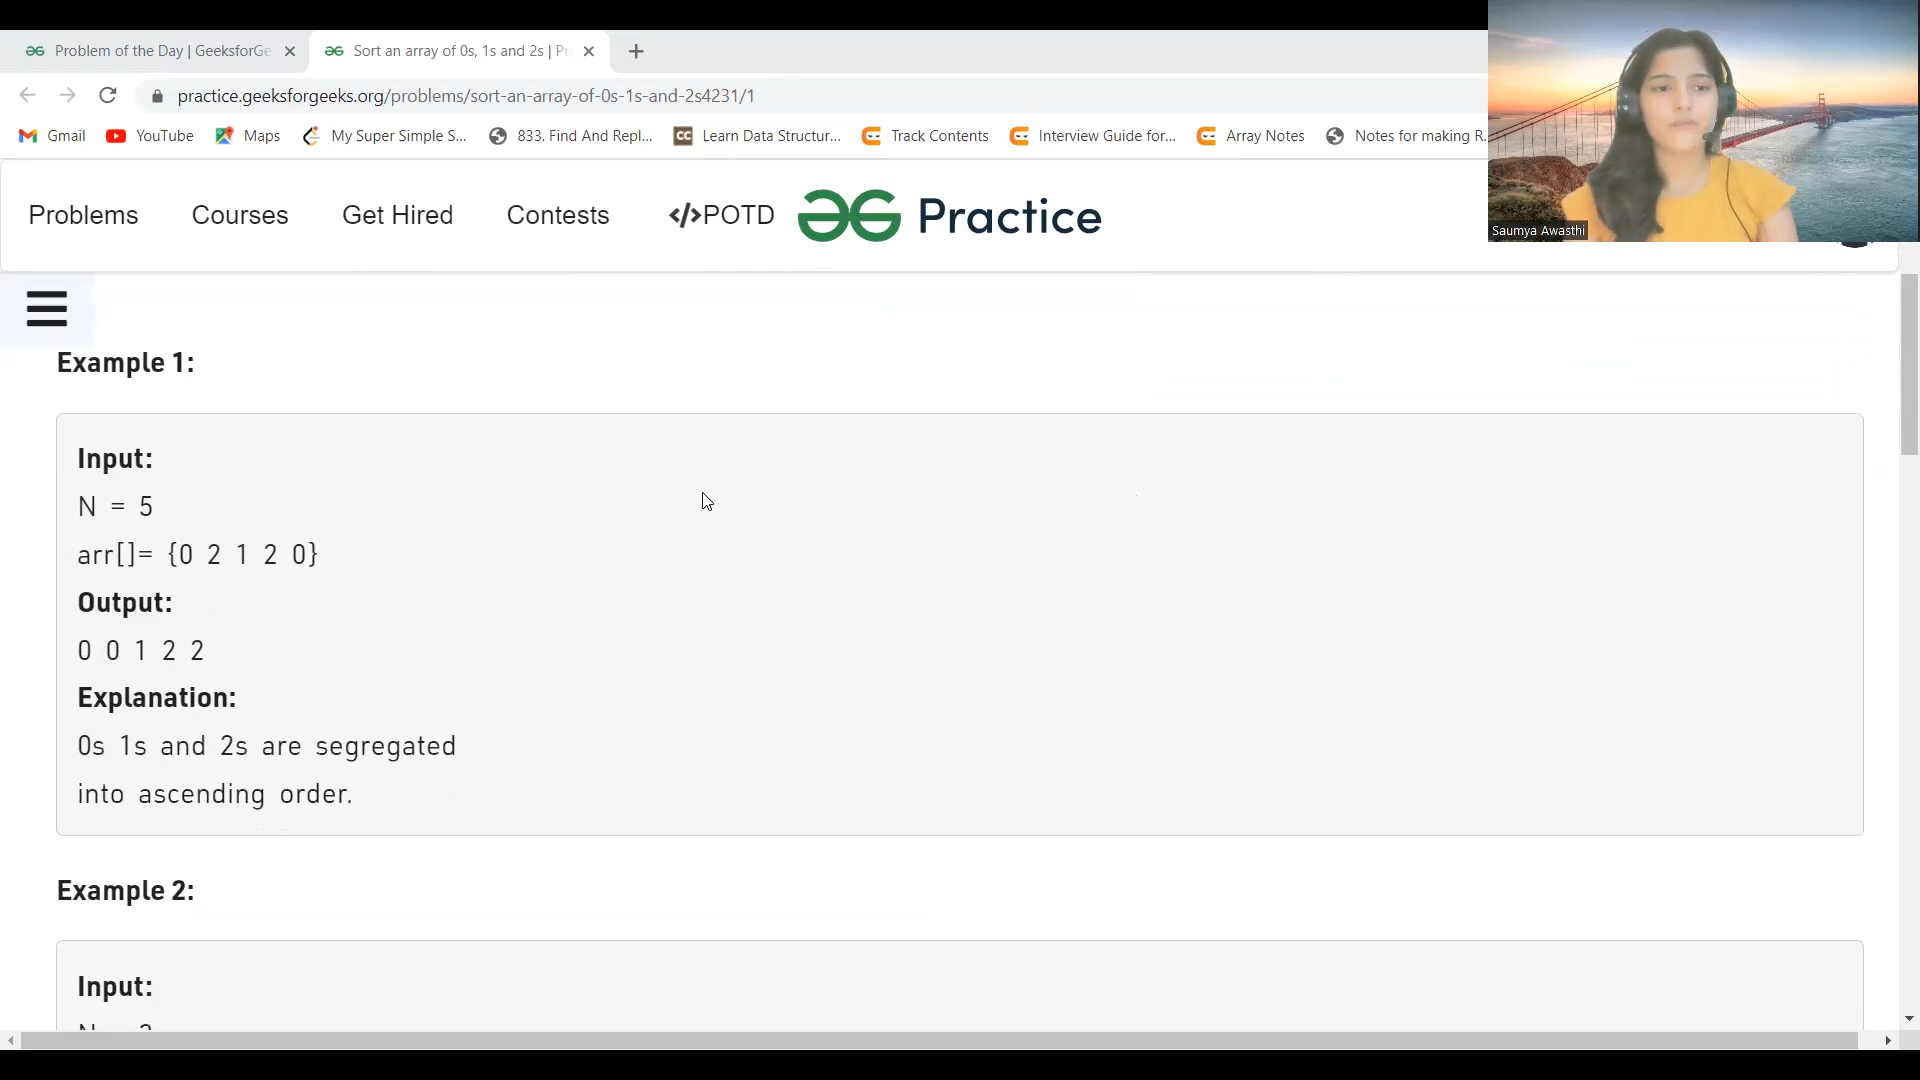 Problem of the Day | GeeksforGe
Sort an array of 0s, 1s and 2s | Pr
practice.geeksforgeeks.org/problems/sort-an-array-of-0s-1s-and-2s4231/1
Gmail YouTube Maps My Super Simple S... 833. Find And Repl... CC Learn Data Structur... Track Contents Interview Guide for... Array Notes Notes for making R...
Saumya Awasthi
Problems Courses Get Hired Contests </>POTD Practice
Example 1:
Input:
N = 5
arr[]= {0 2 1 2 0}
Output:
0 0 1 2 2
Explanation:
0s 1s and 2s are segregated
into ascending order.
Example 2:
Input: